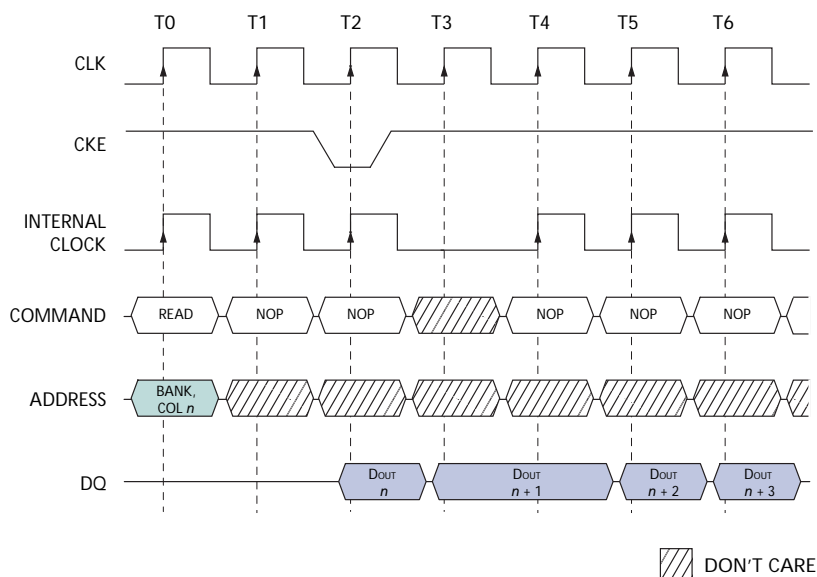 T0 T1 T2 T3 T4 T5 T6
CLK
CKE
INTERNAL
CLOCK
COMMAND READ NOP NOP NOP NOP NOP
ADDRESS BANK,
COL n
DQ DOUT DOUT DOUT DOUT
n n + 1 n + 2 n + 3
DON'T CARE